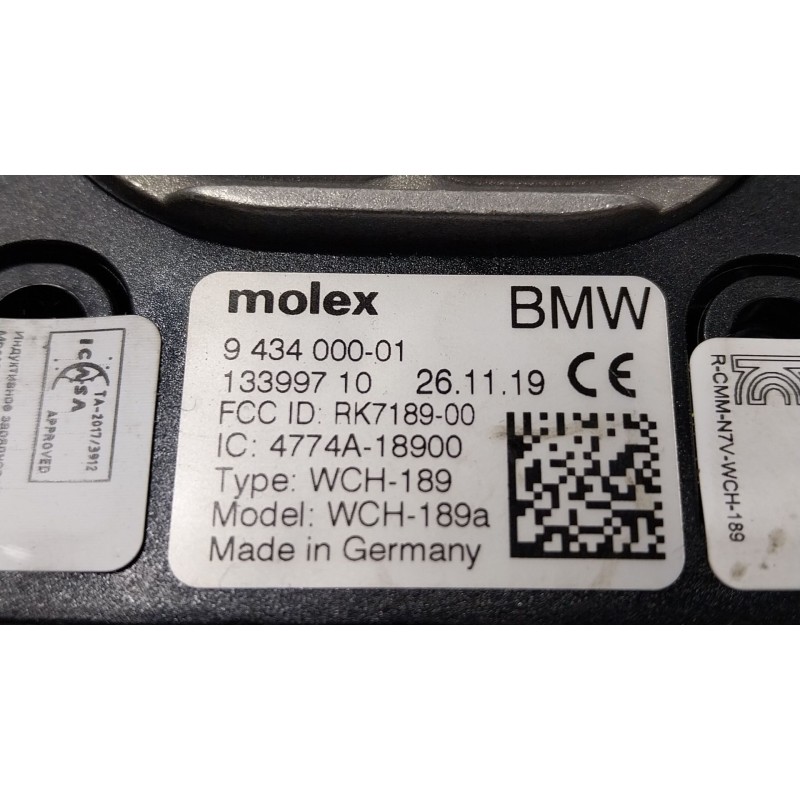 molex
BMW
9 434 000-01
133997 10 26.11.19 CE
FCC ID: RK7189-00
IC: 4774A-18900
Type: WCH-189
Model: WCH-189a
Made in Germany
ICASA
TA-2017/3912
APPROVED
R-CMM-N7V-WCH-189